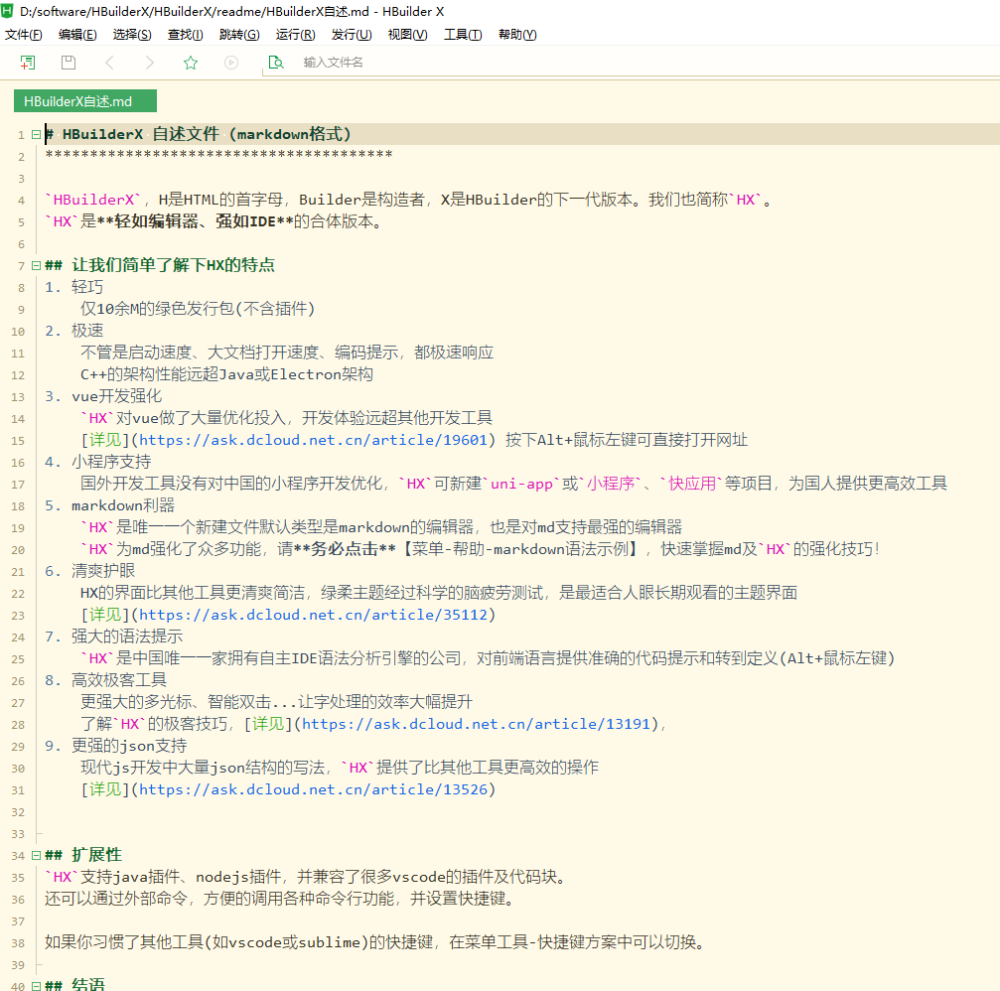 D:/software/HBuilderX/HBuilderX/readme/HBuilderX自述.md - HBuilder X
文件(F) 编辑(E) 选择(S) 查找(I) 跳转(G) 运行(R) 发行(U) 视图(V) 工具(T) 帮助(Y)
输入文件名
HBuilderX自述.md
1 # HBuilderX 自述文件（markdown格式）
2 ***************************************
3
4 `HBuilderX`，H是HTML的首字母，Builder是构造者，X是HBuilder的下一代版本。我们也简称`HX`。
5 `HX`是**轻如编辑器、强如IDE**的合体版本。
6
7 ## 让我们简单了解下HX的特点
8 1. 轻巧
9 仅10余M的绿色发行包(不含插件)
10 2. 极速
11 不管是启动速度、大文档打开速度、编码提示，都极速响应
12 C++的架构性能远超Java或Electron架构
13 3. vue开发强化
14 `HX`对vue做了大量优化投入，开发体验远超其他开发工具
15 [详见](https://ask.dcloud.net.cn/article/19601) 按下Alt+鼠标左键可直接打开网址
16 4. 小程序支持
17 国外开发工具没有对中国的小程序开发优化，`HX`可新建`uni-app`或`小程序`、`快应用`等项目，为国人提供更高效工具
18 5. markdown利器
19 `HX`是唯一一个新建文件默认类型是markdown的编辑器，也是对md支持最强的编辑器
20 `HX`为md强化了众多功能，请**务必点击**【菜单-帮助-markdown语法示例】，快速掌握md及`HX`的强化技巧！
21 6. 清爽护眼
22 HX的界面比其他工具更清爽简洁，绿柔主题经过科学的脑疲劳测试，是最适合人眼长期观看的主题界面
23 [详见](https://ask.dcloud.net.cn/article/35112)
24 7. 强大的语法提示
25 `HX`是中国唯一一家拥有自主IDE语法分析引擎的公司，对前端语言提供准确的代码提示和转到定义(Alt+鼠标左键)
26 8. 高效极客工具
27 更强大的多光标、智能双击...让字处理的效率大幅提升
28 了解`HX`的极客技巧，[详见](https://ask.dcloud.net.cn/article/13191)，
29 9. 更强的json支持
30 现代js开发中大量json结构的写法，`HX`提供了比其他工具更高效的操作
31 [详见](https://ask.dcloud.net.cn/article/13526)
32
33
34 ## 扩展性
35 `HX`支持java插件、nodejs插件，并兼容了很多vscode的插件及代码块。
36 还可以通过外部命令，方便的调用各种命令行功能，并设置快捷键。
37
38 如果你习惯了其他工具(如vscode或sublime)的快捷键，在菜单工具-快捷键方案中可以切换。
39
40 ## 结语